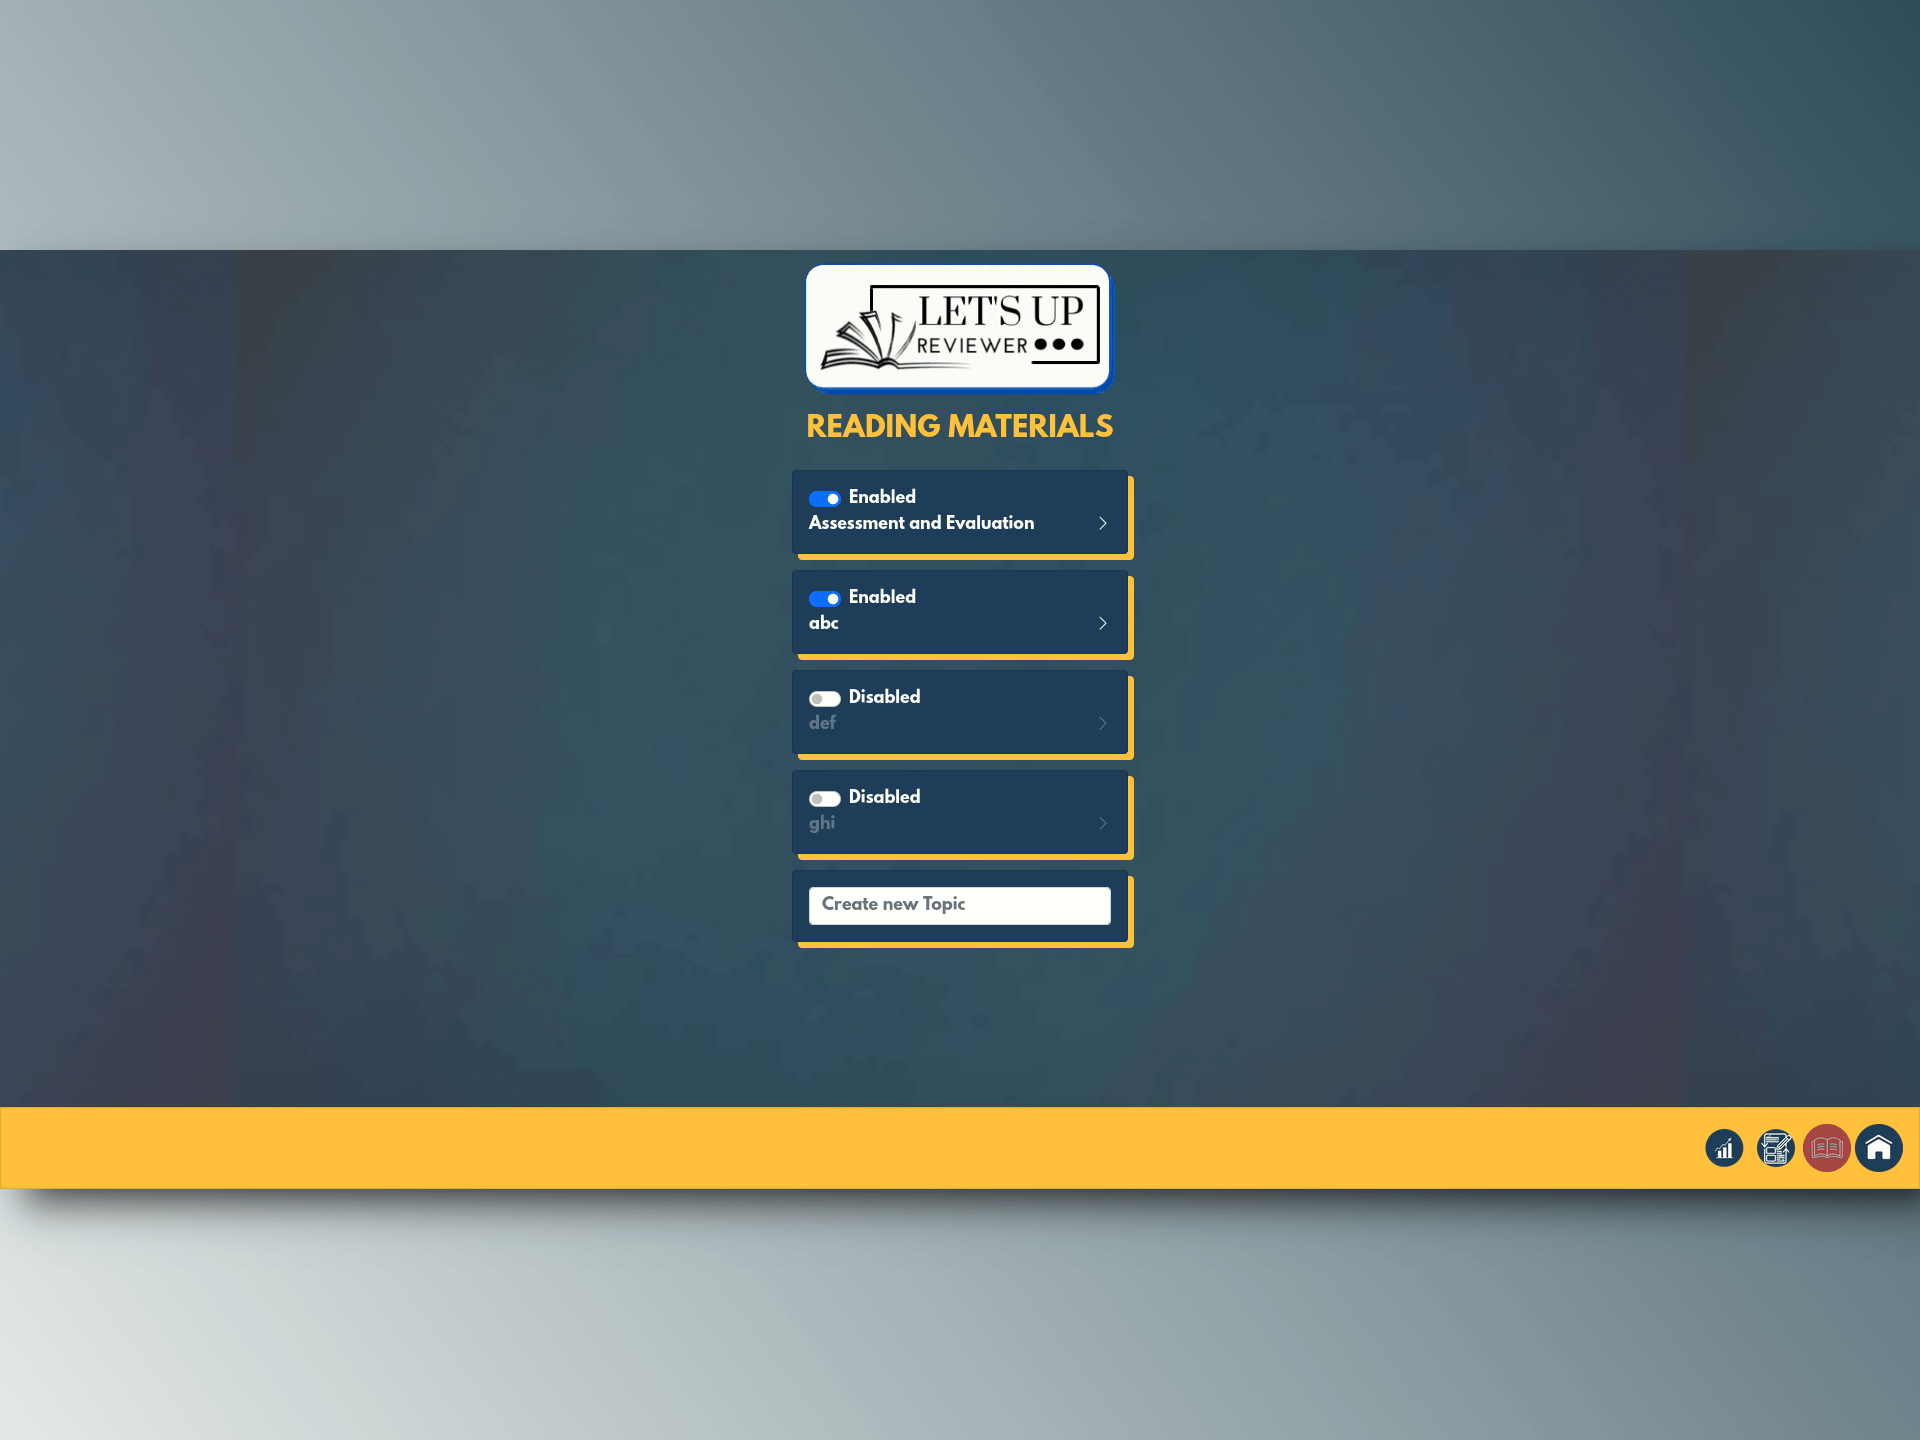 LET'S UP
REVIEWER
READING MATERIALS
Enabled
Assessment and Evaluation
Enabled
abc
Disabled
def
Disabled
ghi
Create new Topic